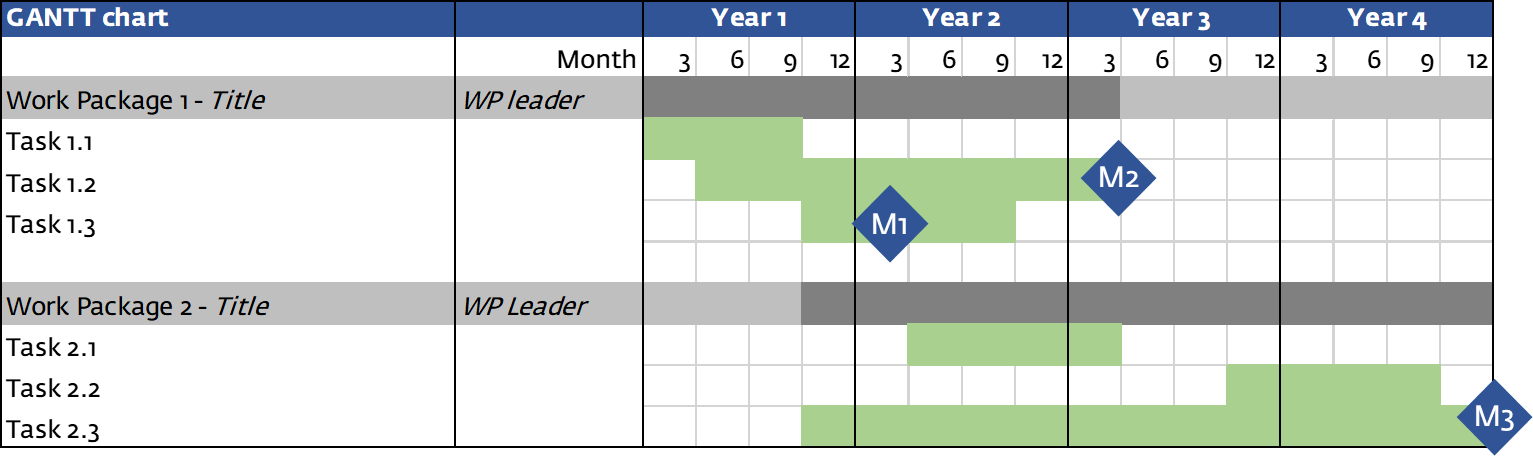 GANTT chart Year 1 Year 2 Year 3 Year 4
Month 3 6 9 12 3 6 9 12 3 6 9 12 3 6 9 12
Work Package 1 - Title WP leader
Task 1.1
Task 1.2 M2
Task 1.3 M1
Work Package 2 - Title WP Leader
Task 2.1
Task 2.2
Task 2.3 M3